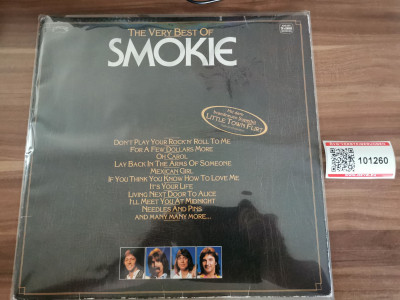 THE VERY BEST OF
SMOKIE
LITTLE TOWN FLIRT
DON'T PLAY YOUR ROCK'N' ROLL TO ME
FOR A FEW DOLLARS MORE
OH CAROL
LAY BACK IN THE ARMS OF SOMEONE
MEXICAN GIRL
IF YOU THINK YOU KNOW HOW TO LOVE ME
IT'S YOUR LIFE
LIVING NEXT DOOR TO ALICE
I'LL MEET YOU AT MIDNIGHT
NEEDLES AND PINS
AND MANY MANY MORE...
101260